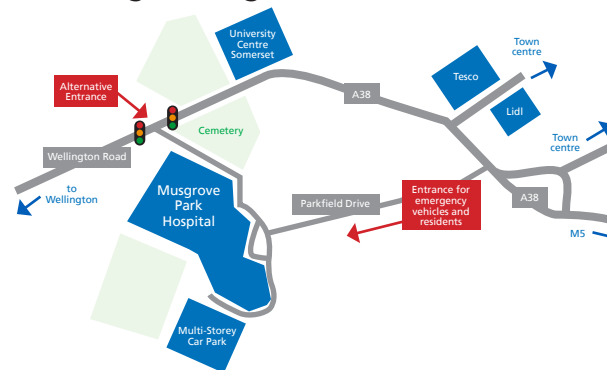 University
Centre
Somerset
Town
centre
Alternative
Entrance
A38
Tesco
Lidl
Cemetery
Town
centre
Wellington Road
to
Wellington
Musgrove
Park
Hospital
Parkfield Drive
Entrance for
emergency
vehicles and
residents
A38
M5
Multi-Storey
Car Park